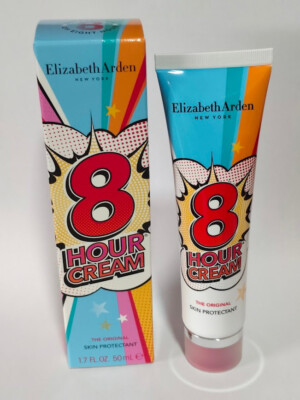 Elizabeth Arden
NEW YORK
8
HOUR
CREAM
THE ORIGINAL
SKIN PROTECTANT
1.7 FL. OZ. 50 ML ℮
Elizabeth Arden
NEW YORK
8
HOUR
CREAM
THE ORIGINAL
SKIN PROTECTANT